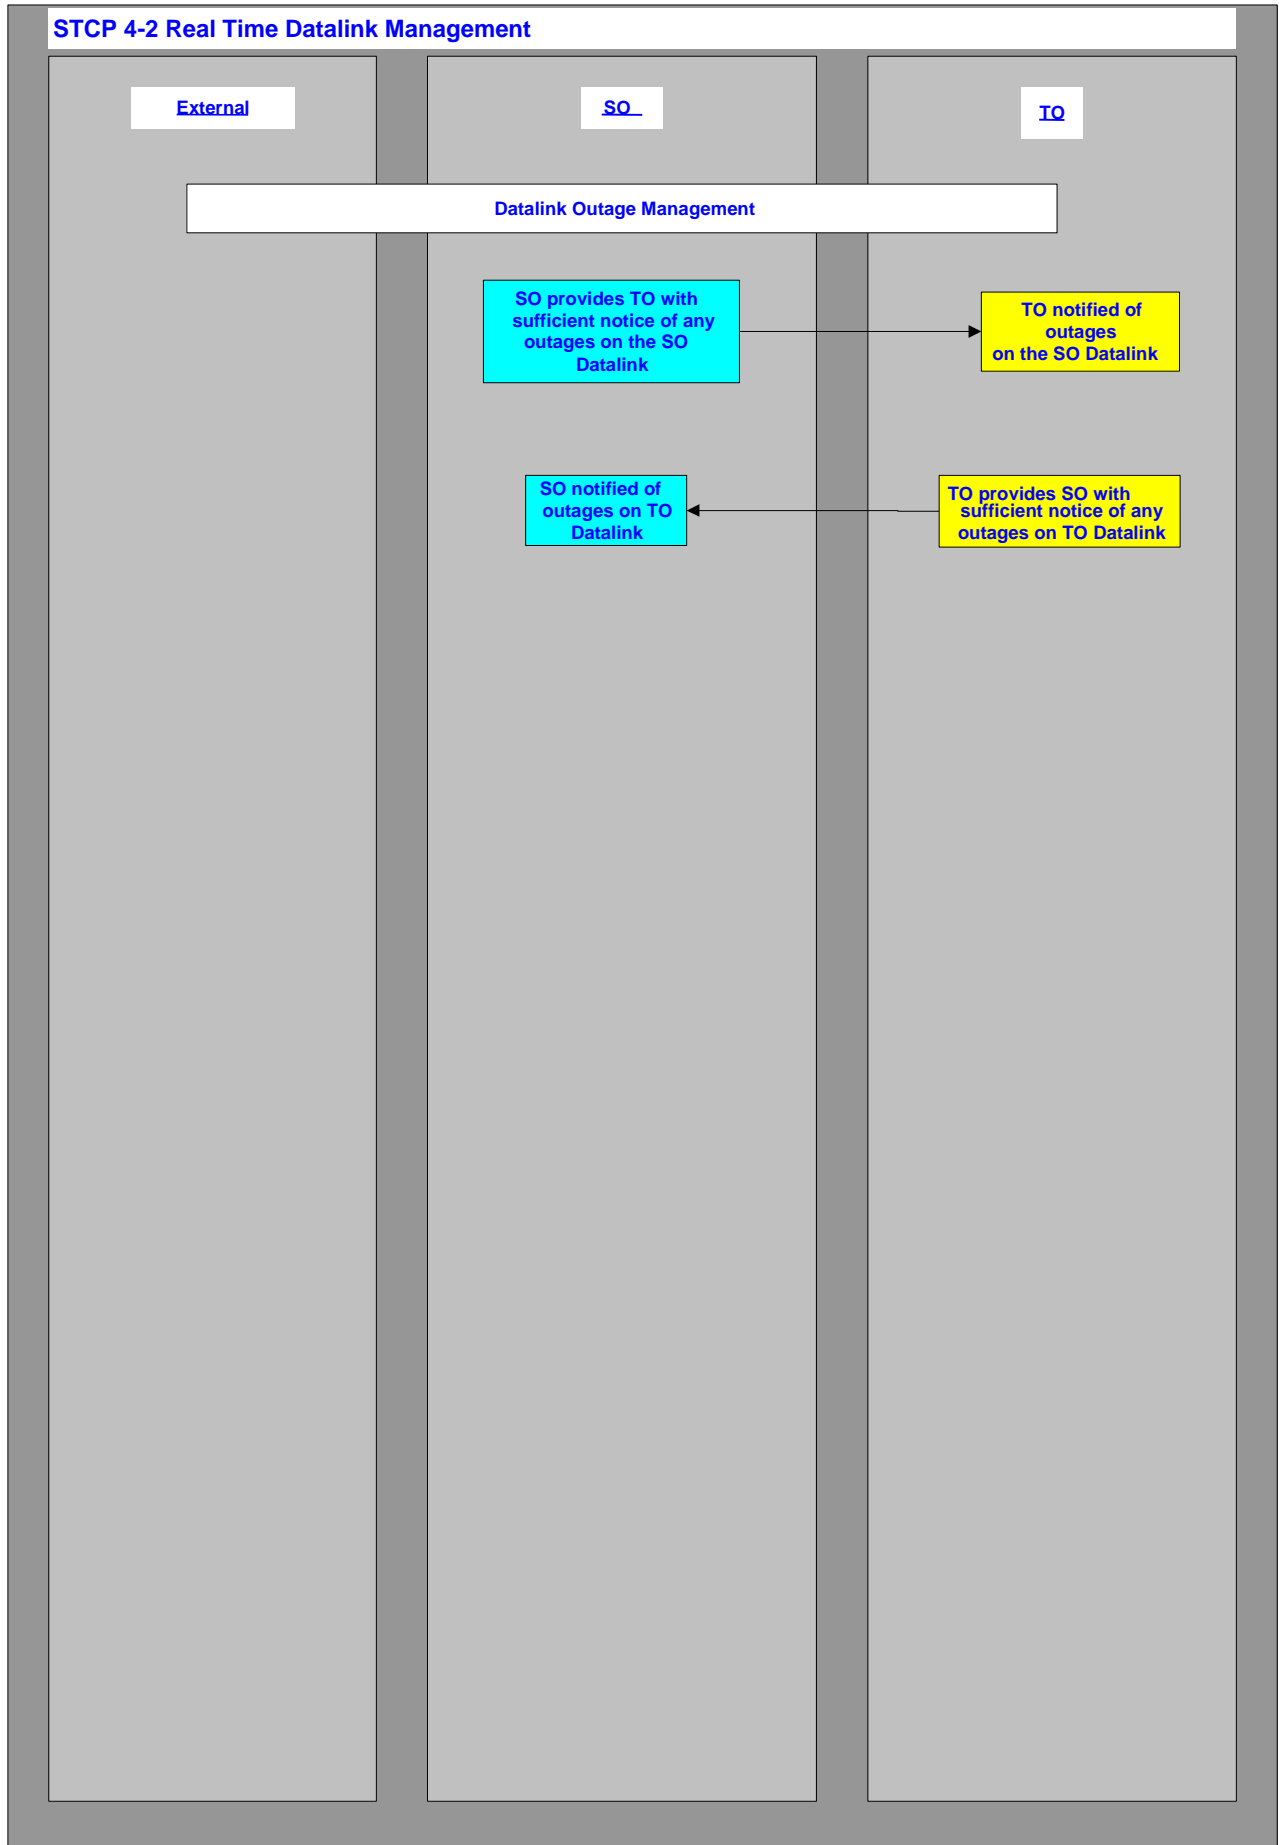 STCP 4-2 Real Time Datalink Management
External
SO
TO
Datalink Outage Management
SO provides TO with
sufficient notice of any
outages on the SO
Datalink
TO notified of
outages
on the SO Datalink
SO notified of
outages on TO
Datalink
TO provides SO with
sufficient notice of any
outages on TO Datalink